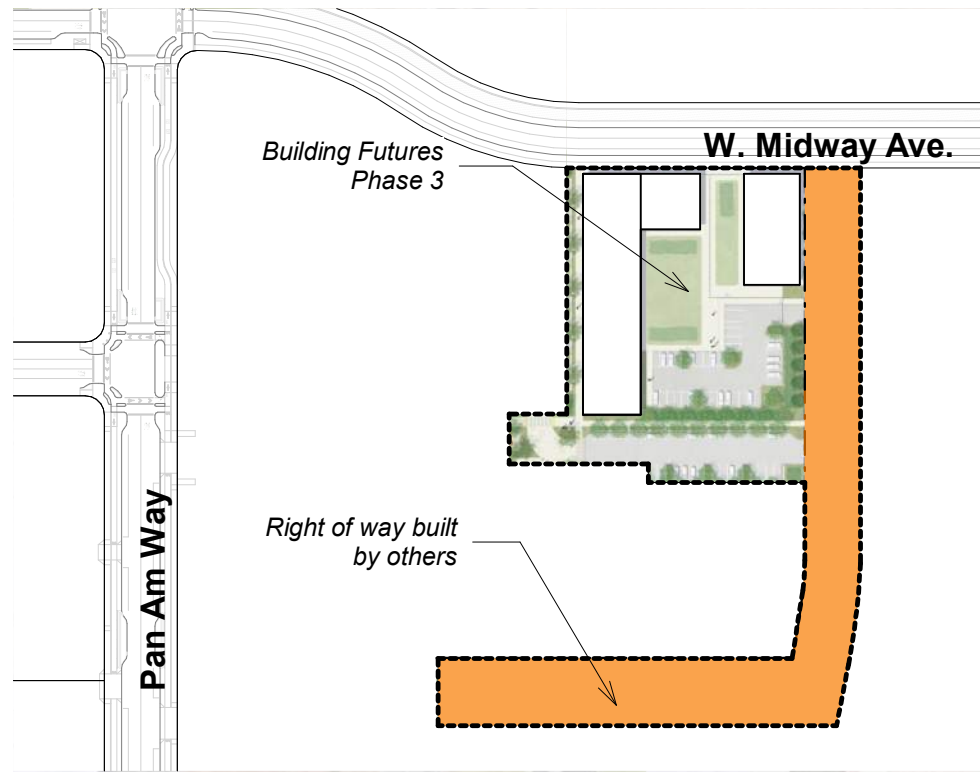 W. Midway Ave.
Building Futures
Phase 3
Right of way built
by others
Pan Am Way